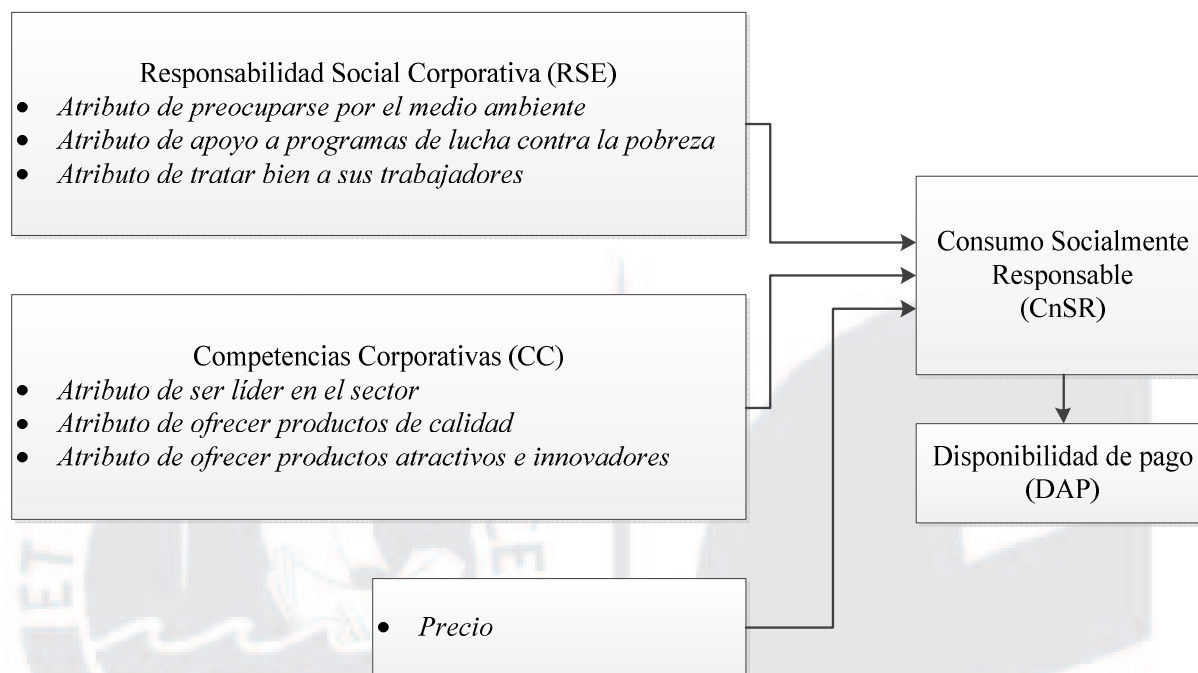 Responsabilidad Social Corporativa (RSE)
• Atributo de preocuparse por el medio ambiente
• Atributo de apoyo a programas de lucha contra la pobreza
• Atributo de tratar bien a sus trabajadores
Competencias Corporativas (CC)
• Atributo de ser líder en el sector
• Atributo de ofrecer productos de calidad
• Atributo de ofrecer productos atractivos e innovadores
• Precio
Consumo Socialmente
Responsable
(CnSR)
Disponibilidad de pago
(DAP)
ET